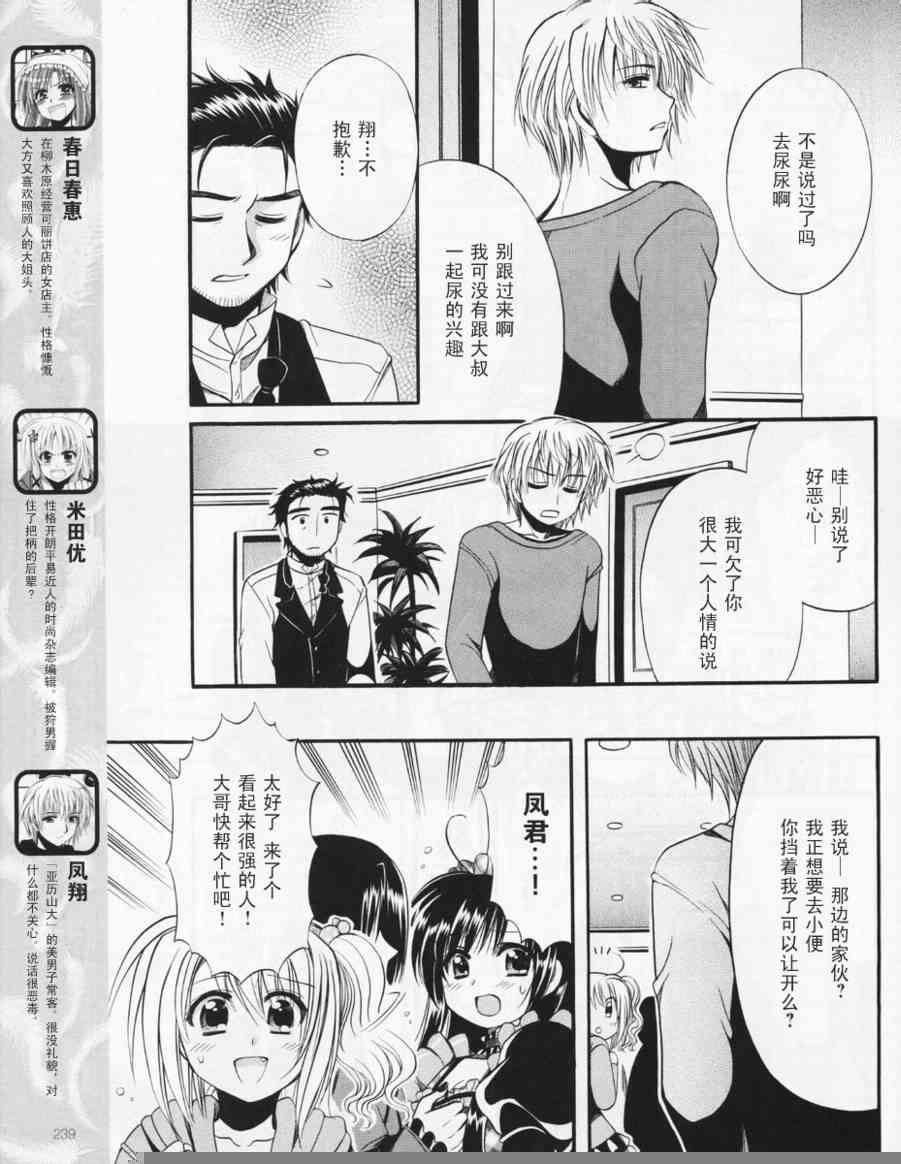 不是说过了吗
去尿尿啊
别跟过来啊
我可没有跟大叔
一起尿的兴趣
翔…不
抱歉…
哇—别说了
好恶心—
我可欠了你
很大一个人情的说
我说— 那边的家伙?
我正想要去小便
你挡着我了可以让开么?
凤君…!
太好了 来了个
看起来很强的人!
大哥快帮个忙吧!
春日春惠
在柳木原经营可丽饼店的女店主。性格慷慨
大方又喜欢照顾人的大姐头。
米田优
性格开朗平易近人的时尚杂志编辑。被狩男握
住了把柄的后辈?
凤翔
「亚历山大」的美男子常客。很没礼貌,对
什么都不关心。说话很恶毒。
239